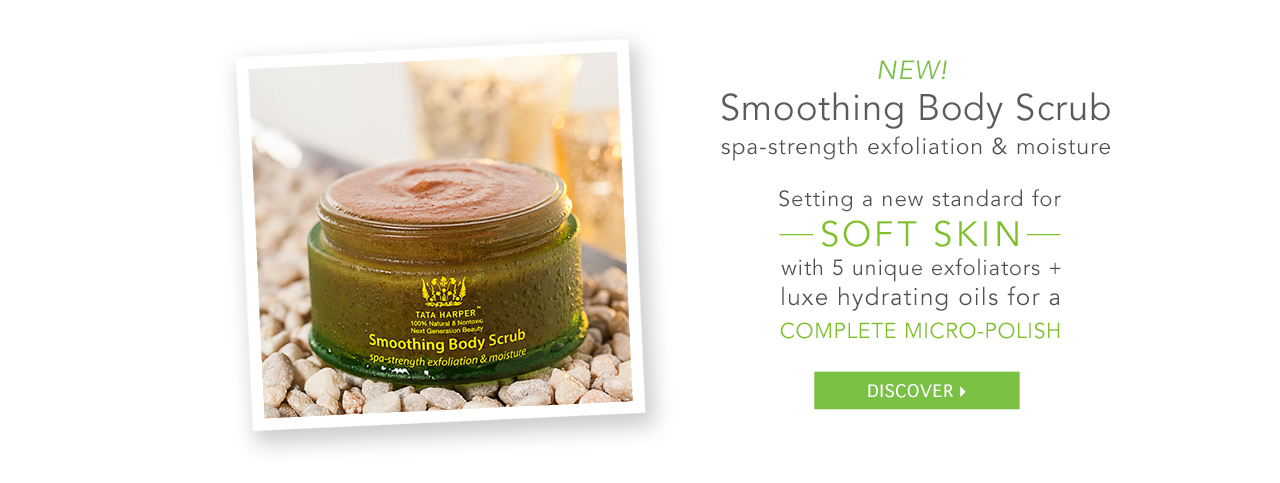 TATA HARPER™
100% Natural & Nontoxic
Next Generation Beauty
Smoothing Body Scrub
spa-strength exfoliation & moisture
NEW!
Smoothing Body Scrub
spa-strength exfoliation & moisture
Setting a new standard for
SOFT SKIN
with 5 unique exfoliators +
luxe hydrating oils for a
COMPLETE MICRO-POLISH
DISCOVER